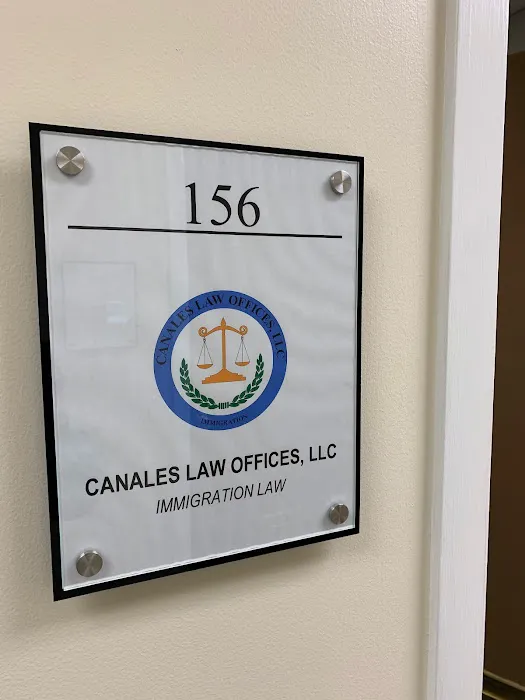 156
CANALES LAW OFFICES, LLC
IMMIGRATION
CANALES LAW OFFICES, LLC
IMMIGRATION LAW